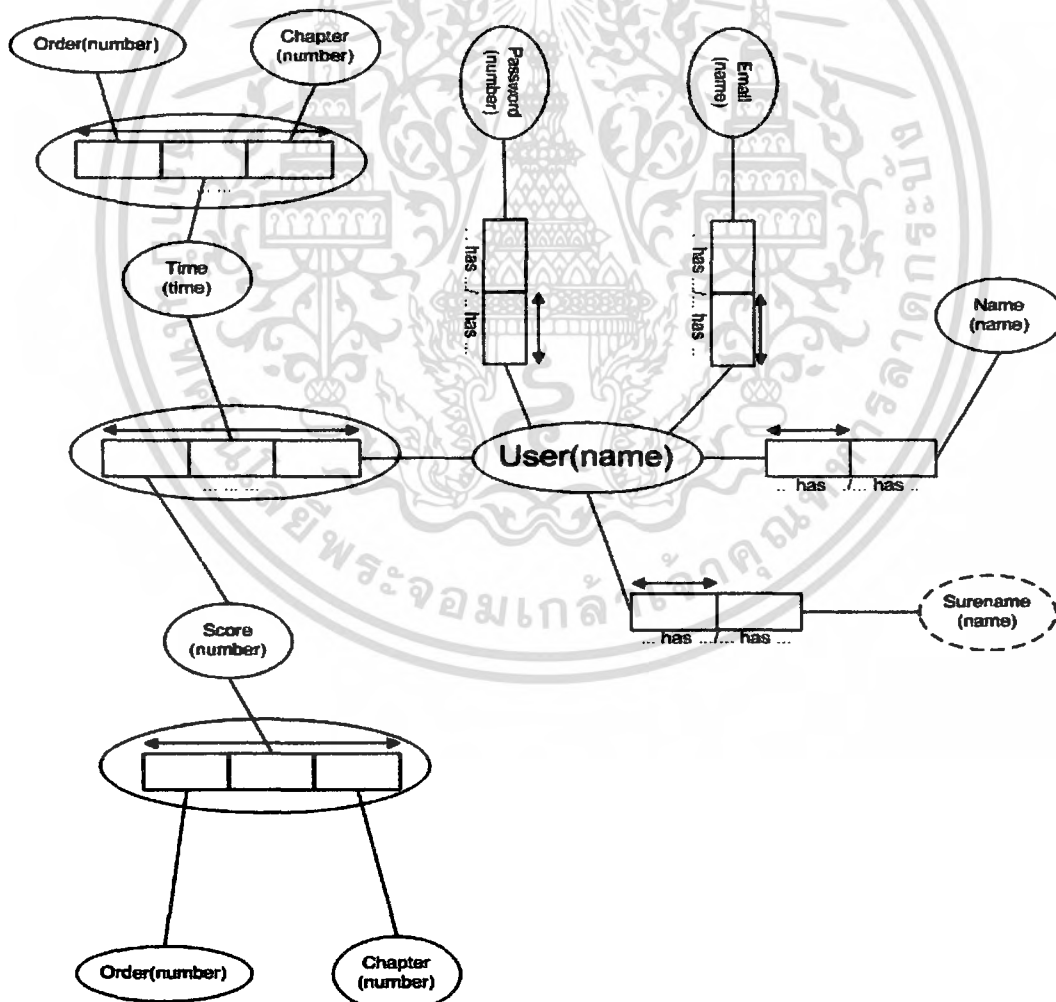 Order(number)
Chapter
(number)
Password
(number)
Email
(name)
... ...
Time
(time)
... has .../... has ...
... has .../... has ..
Name
(name)
User(name)
... ... ...
.. has ./... has ..
... has .../... has ...
Surename
(name)
Score
(number)
Order(number)
Chapter
(number)